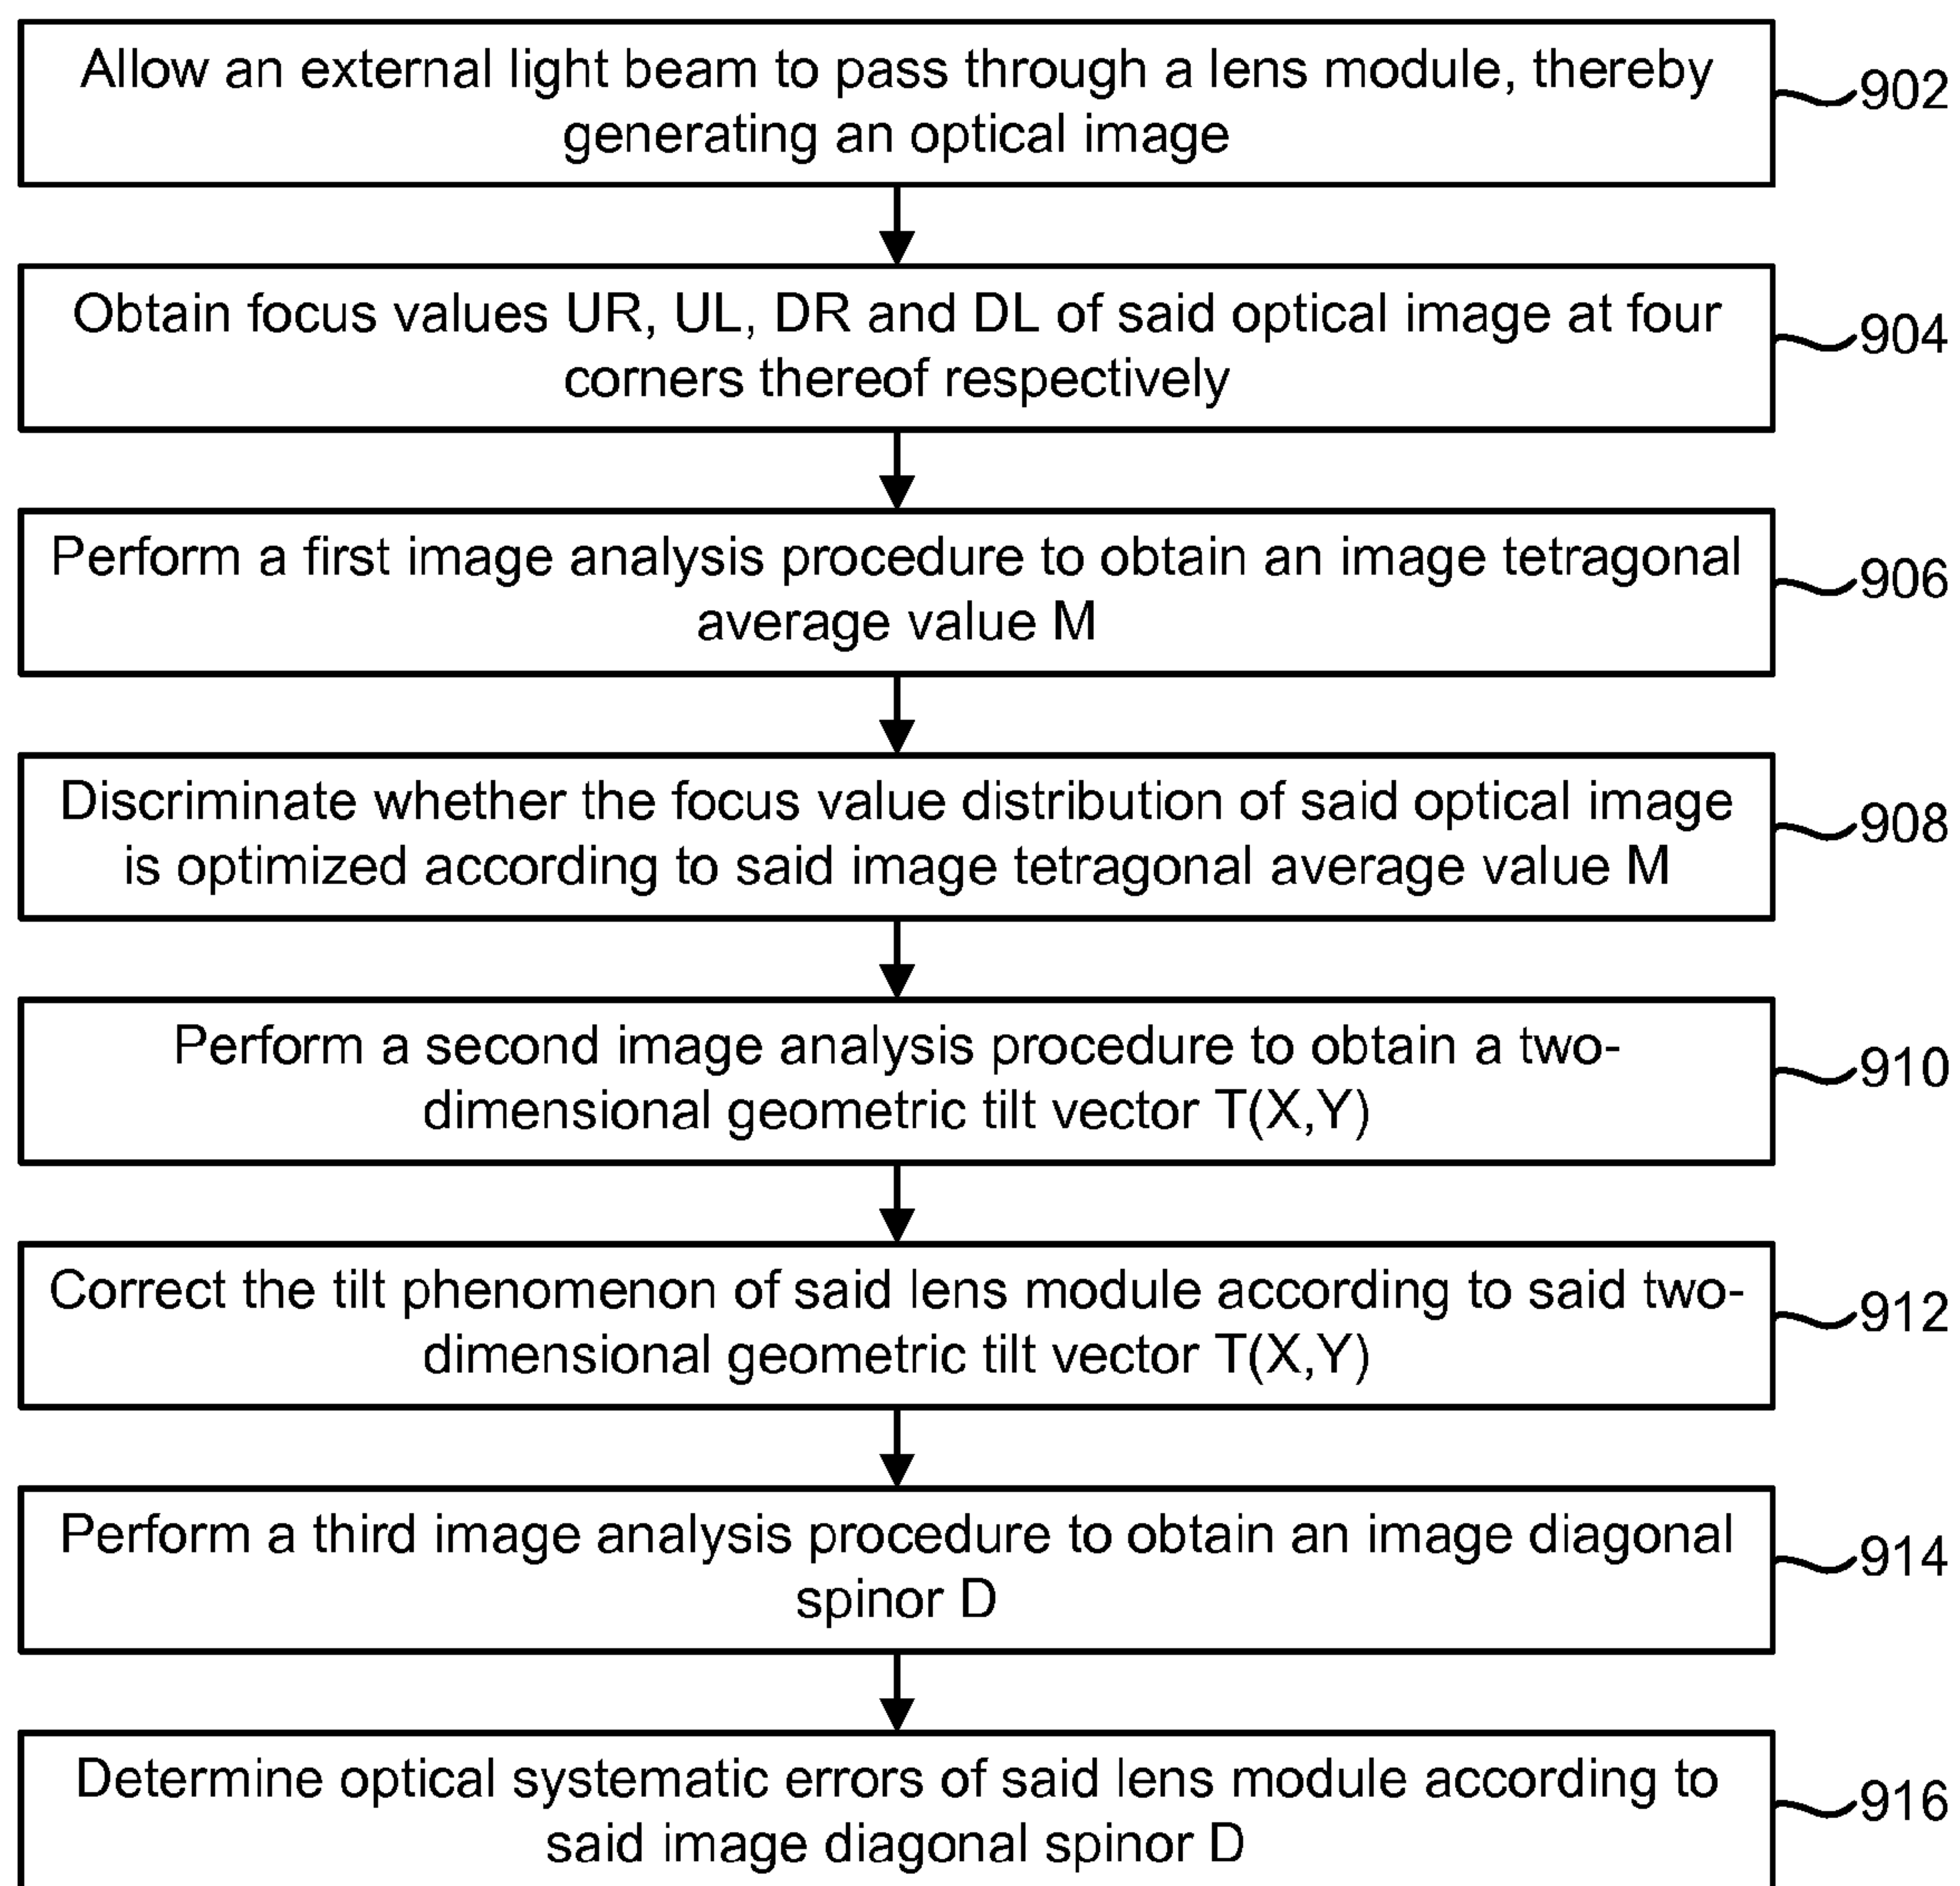 Allow an external light beam to pass through a lens module, thereby
generating an optical image
902
Obtain focus values UR, UL, DR and DL of said optical image at four
corners thereof respectively
904
Perform a first image analysis procedure to obtain an image tetragonal
average value M
906
Discriminate whether the focus value distribution of said optical image
is optimized according to said image tetragonal average value M
908
Perform a second image analysis procedure to obtain a two-
dimensional geometric tilt vector T(X,Y)
910
Correct the tilt phenomenon of said lens module according to said two-
dimensional geometric tilt vector T(X,Y)
912
Perform a third image analysis procedure to obtain an image diagonal
spinor D
914
Determine optical systematic errors of said lens module according to
said image diagonal spinor D
916